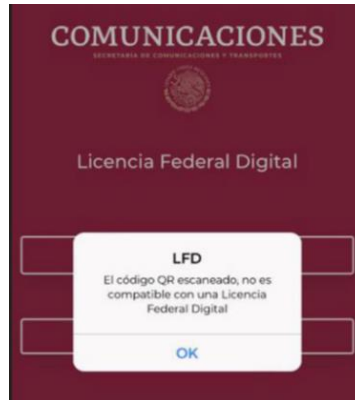 COMUNICACIONES
SECRETARÍA DE COMUNICACIONES Y TRANSPORTES
Licencia Federal Digital
LFD
El código QR escaneado, no es
compatible con una Licencia
Federal Digital
OK